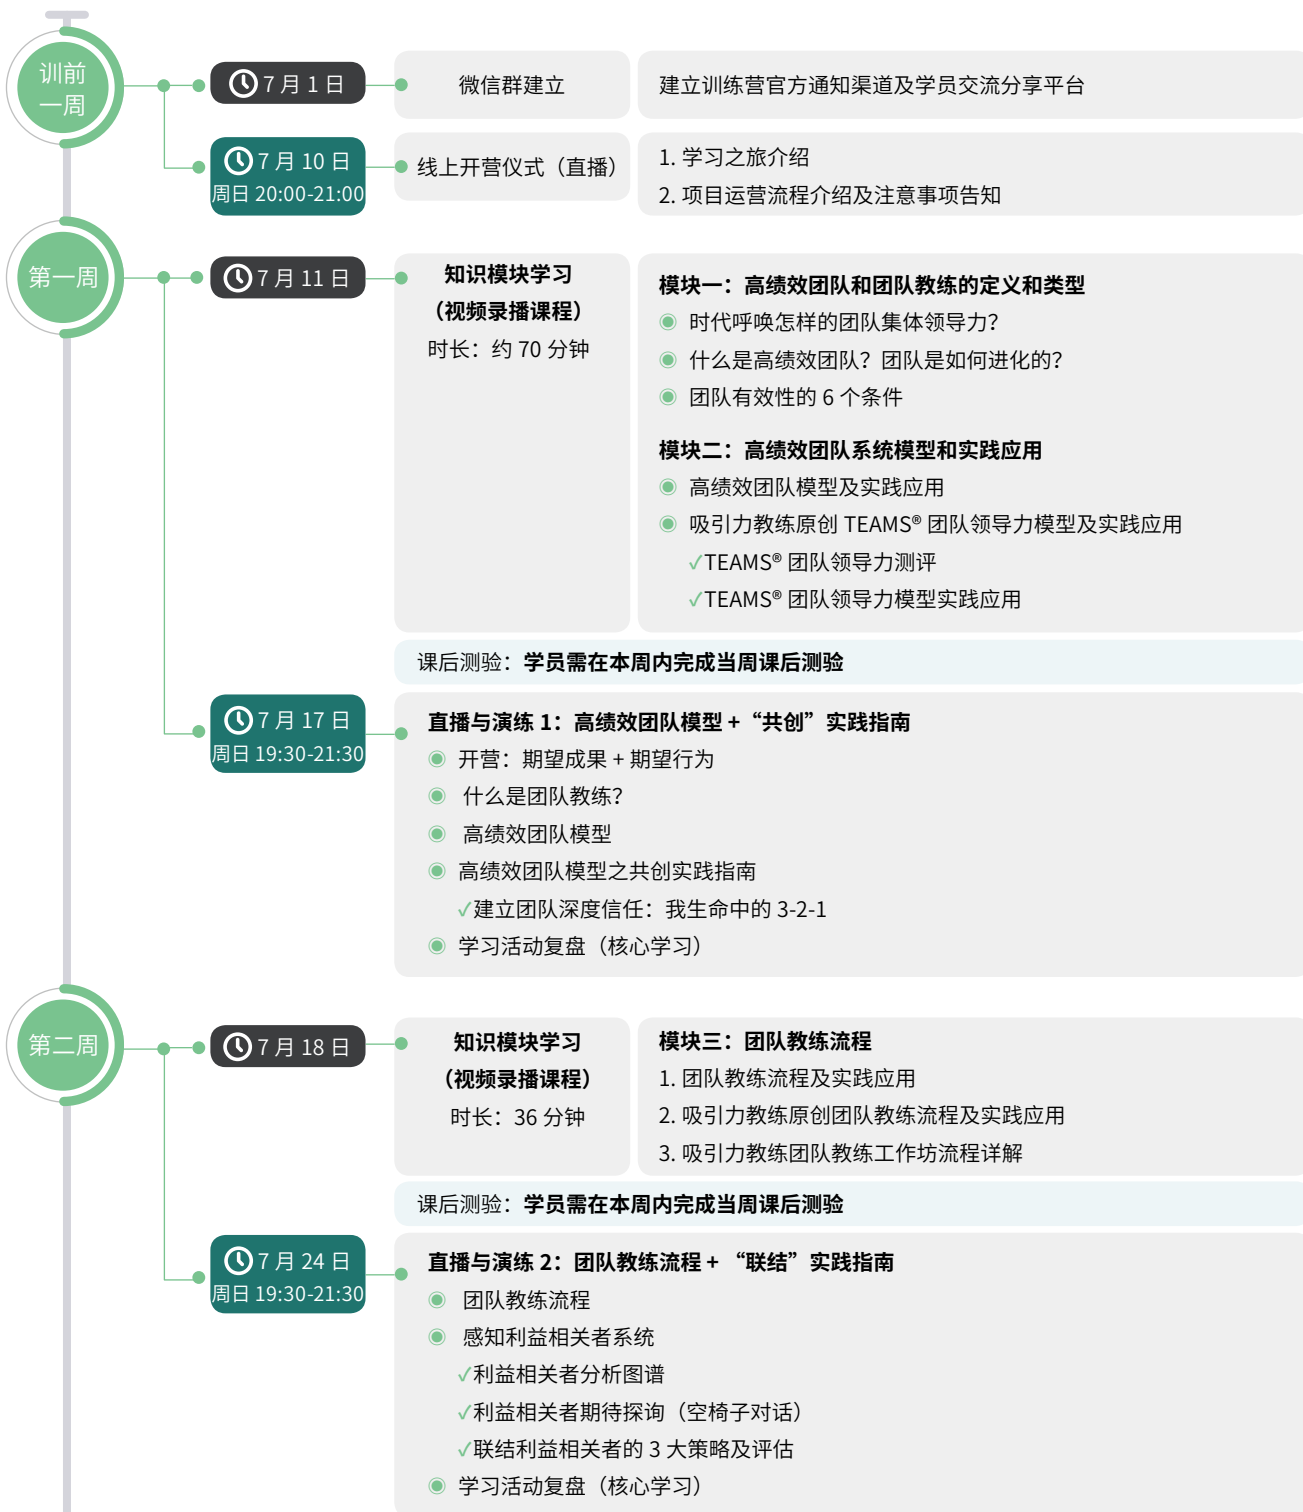 训前
一周
7 月 1 日
微信群建立
建立训练营官方通知渠道及学员交流分享平台
7 月 10 日
周日 20:00-21:00
线上开营仪式（直播）
1. 学习之旅介绍
2. 项目运营流程介绍及注意事项告知
第一周
7 月 11 日
知识模块学习
（视频录播课程）
时长：约 70 分钟
模块一：高绩效团队和团队教练的定义和类型
时代呼唤怎样的团队集体领导力？
什么是高绩效团队？团队是如何进化的？
团队有效性的 6 个条件
模块二：高绩效团队系统模型和实践应用
高绩效团队模型及实践应用
吸引力教练原创 TEAMS® 团队领导力模型及实践应用
✓TEAMS® 团队领导力测评
✓TEAMS® 团队领导力模型实践应用
课后测验：学员需在本周内完成当周课后测验
7 月 17 日
周日 19:30-21:30
直播与演练 1：高绩效团队模型 +“共创”实践指南
开营：期望成果 + 期望行为
什么是团队教练？
高绩效团队模型
高绩效团队模型之共创实践指南
✓建立团队深度信任：我生命中的 3-2-1
学习活动复盘（核心学习）
第二周
7 月 18 日
知识模块学习
（视频录播课程）
时长：36 分钟
模块三：团队教练流程
1. 团队教练流程及实践应用
2. 吸引力教练原创团队教练流程及实践应用
3. 吸引力教练团队教练工作坊流程详解
课后测验：学员需在本周内完成当周课后测验
7 月 24 日
周日 19:30-21:30
直播与演练 2：团队教练流程 + “联结”实践指南
团队教练流程
感知利益相关者系统
✓利益相关者分析图谱
✓利益相关者期待探询（空椅子对话）
✓联结利益相关者的 3 大策略及评估
学习活动复盘（核心学习）